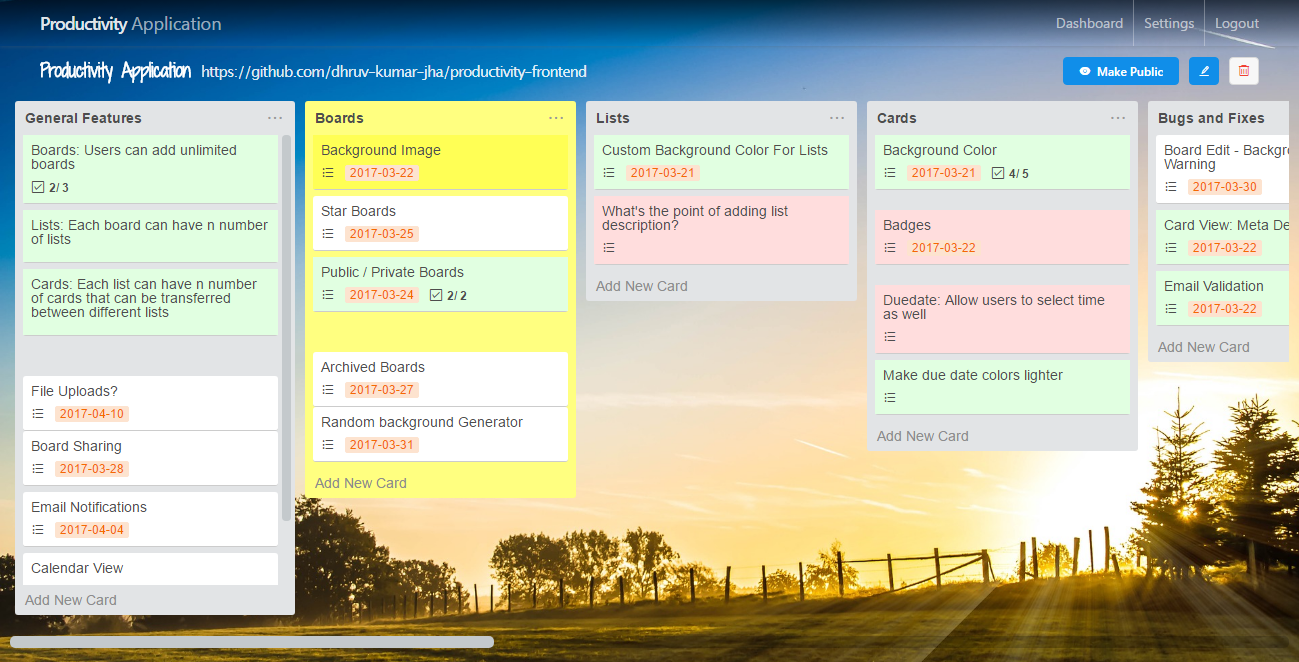 Productivity Application
Dashboard
Settings
Logout
Productivity Application
https://github.com/dhruv-kumar-jha/productivity-frontend
Make Public
General Features
Boards: Users can add unlimited
boards
2/ 3
Lists: Each board can have n number
of lists
Cards: Each list can have n number
of cards that can be transferred
between different lists
File Uploads?
2017-04-10
Board Sharing
2017-03-28
Email Notifications
2017-04-04
Calendar View
Add New Card
Boards
Background Image
2017-03-22
Star Boards
2017-03-25
Public / Private Boards
2017-03-24
2/ 2
Archived Boards
2017-03-27
Random background Generator
2017-03-31
Add New Card
Lists
Custom Background Color For Lists
2017-03-21
What's the point of adding list
description?
Add New Card
Cards
Background Color
2017-03-21
4/ 5
Badges
2017-03-22
Duedate: Allow users to select time
as well
Make due date colors lighter
Add New Card
Bugs and Fixes
Board Edit -
Warning
2017-03-30
Card View: Meta
2017-03-22
Email Validation
2017-03-22
Add New Card